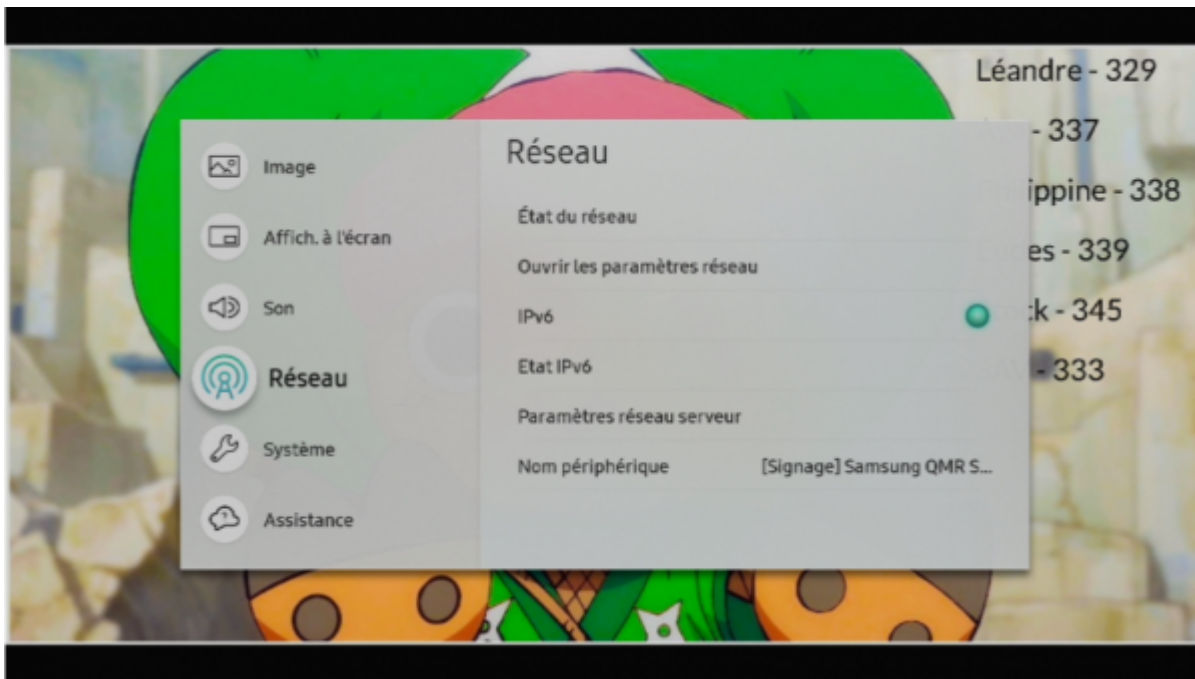 Léandre - 329
- 337
ippine - 338
es - 339
k - 345
- 333
Image
Affich. à l'écran
Son
Réseau
Système
Assistance
Réseau
État du réseau
Ouvrir les paramètres réseau
IPv6
Etat IPv6
Paramètres réseau serveur
Nom périphérique [Signage] Samsung QMR S...